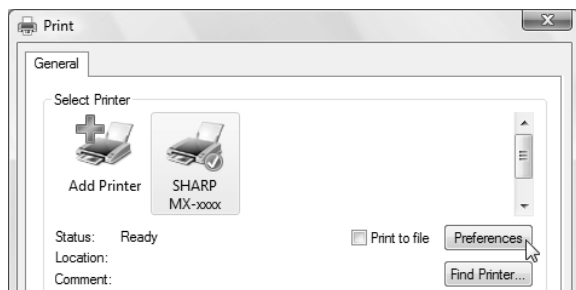 Print
General
Select Printer
Add Printer
SHARP
MX-xxxx
Status: Ready
Print to file
Preferences
Location:
Comment:
Find Printer...